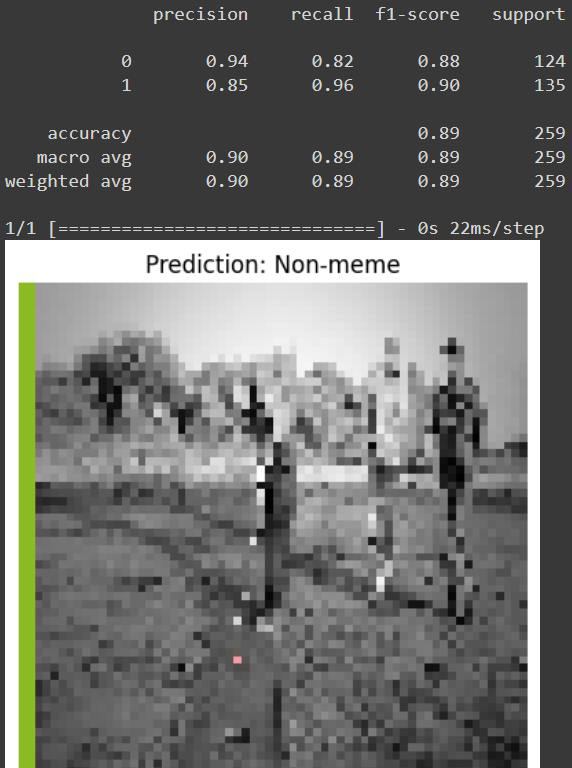 precision recall f1-score support
0 0.94 0.82 0.88 124
1 0.85 0.96 0.90 135
accuracy 0.89 259
macro avg 0.90 0.89 0.89 259
weighted avg 0.90 0.89 0.89 259
1/1 [==============================] - 0s 22ms/step
Prediction: Non-meme